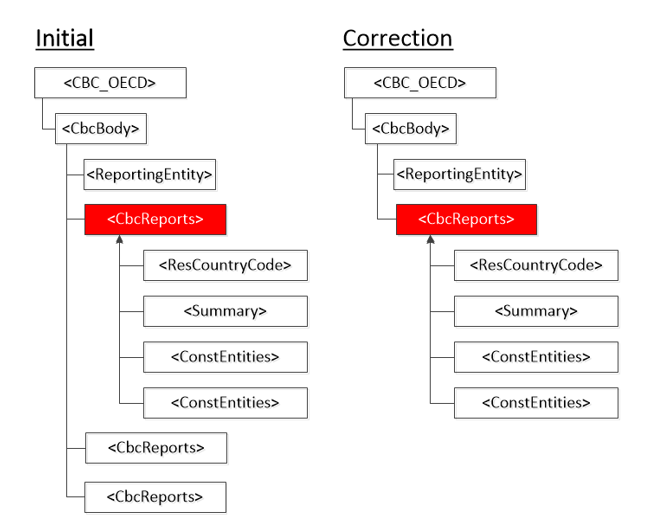 Initial
<CBC_OECD>
<CbcBody>
<ReportingEntity>
<CbcReports>
<ResCountryCode>
<Summary>
<ConstEntities>
<ConstEntities>
<CbcReports>
<CbcReports>
Correction
<CBC_OECD>
<CbcBody>
<ReportingEntity>
<CbcReports>
<ResCountryCode>
<Summary>
<ConstEntities>
<ConstEntities>